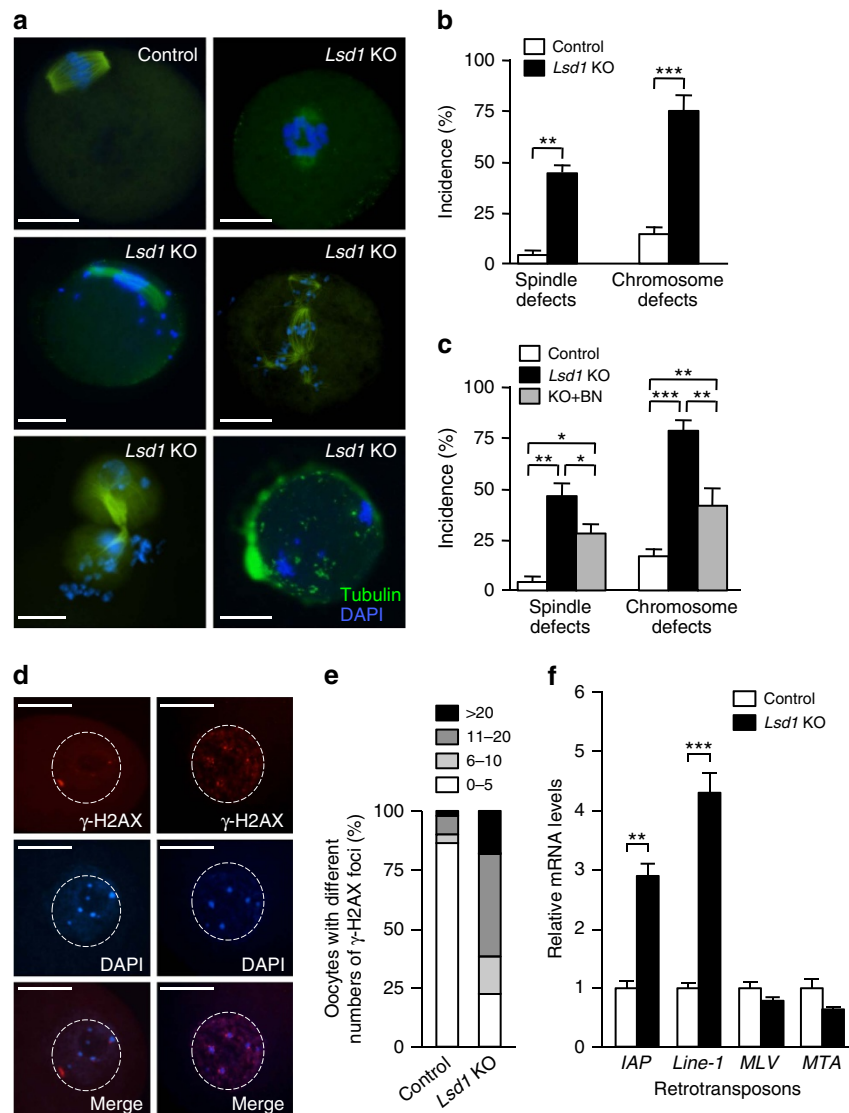 a
Control
Lsd1 KO
Lsd1 KO
Lsd1 KO
Lsd1 KO
Lsd1 KO
Tubulin
DAPI
b
Control
Lsd1 KO
Incidence (%)
100
75
50
25
0
**
***
Spindle defects
Chromosome defects
c
Control
Lsd1 KO
KO+BN
Incidence (%)
100
75
50
25
0
*
**
*
**
***
**
Spindle defects
Chromosome defects
d
γ-H2AX
γ-H2AX
DAPI
DAPI
Merge
Merge
e
>20
11–20
6–10
0–5
Oocytes with different
numbers of γ-H2AX foci (%)
100
75
50
25
0
Control
Lsd1 KO
f
Control
Lsd1 KO
Relative mRNA levels
6
5
4
3
2
1
0
**
***
IAP
Line-1
MLV
MTA
Retrotransposons